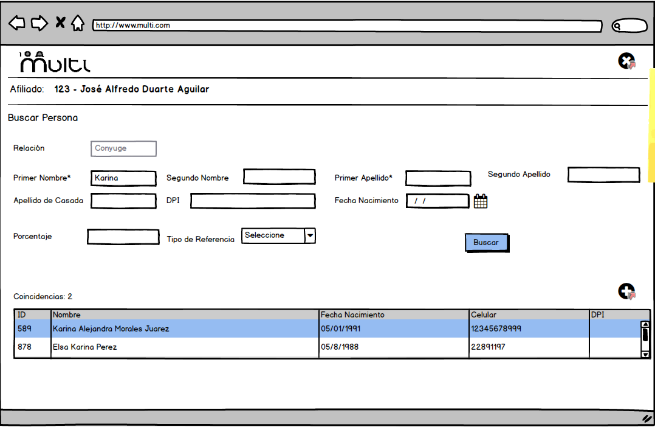 http://www.multi.com
multi
Afiliado: 123 - José Alfredo Duarte Aguilar
Buscar Persona
Relación Conyuge
Primer Nombre* Karina Segundo Nombre Primer Apellido* Segundo Apellido
Apellido de Casada DPI Fecha Nacimiento / /
Porcentaje Tipo de Referencia Seleccione Buscar
Coincidencias: 2
ID Nombre Fecha Nacimiento Celular DPI
589 Karina Alejandra Morales Juarez 05/01/1991 12345678999
878 Elsa Karina Perez 05/8/1988 22891197